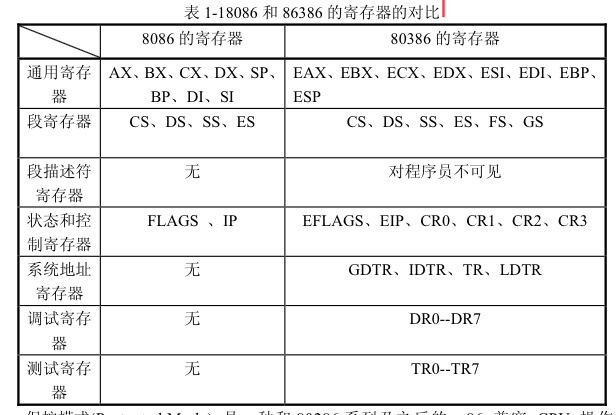 表 1-18086 和 86386 的寄存器的对比
8086 的寄存器 80386 的寄存器
通用寄存 AX、BX、CX、DX、SP、 EAX、EBX、ECX、EDX、ESI、EDI、EBP、
器 BP、DI、SI ESP
段寄存器 CS、DS、SS、ES CS、DS、SS、ES、FS、GS
段描述符 无 对程序员不可见
寄存器
状态和控 FLAGS 、IP EFLAGS、EIP、CR0、CR1、CR2、CR3
制寄存器
系统地址 无 GDTR、IDTR、TR、LDTR
寄存器
调试寄存 无 DR0--DR7
器
测试寄存 无 TR0--TR7
器